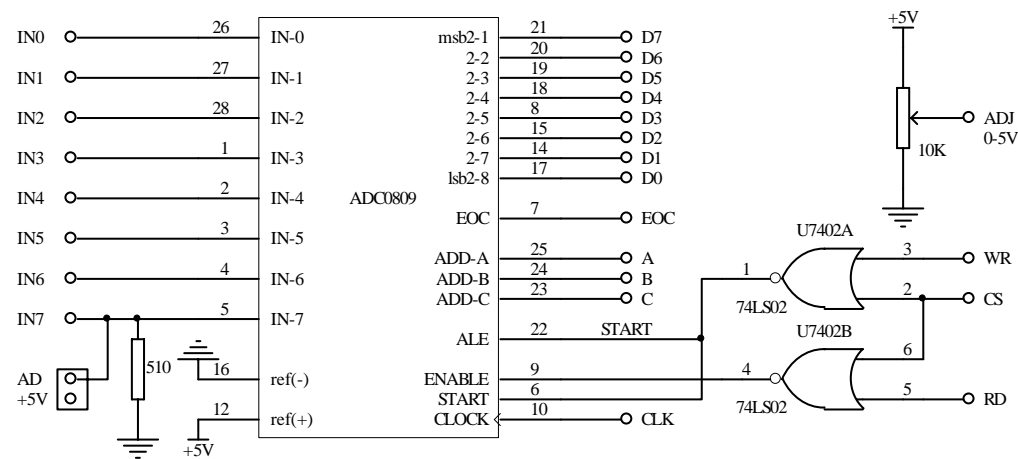 +5V
IN0 26 IN-0 msb2-1 21 D7
2-2 20 D6
IN1 27 IN-1 2-3 19 D5
2-4 18 D4
IN2 28 IN-2 2-5 8 D3 ADJ
2-6 15 D2 0-5V
IN3 1 IN-3 2-7 14 D1 10K
lsb2-8 17 D0
IN4 2 IN-4 ADC0809
EOC 7 EOC
IN5 3 IN-5 U7402A
ADD-A 25 A 1 3 WR
IN6 4 IN-6 ADD-B 24 B
ADD-C 23 C 2 CS
74LS02
IN7 5 IN-7
ALE 22 START U7402B
510 6
AD 16 ref(-) ENABLE 9 4
+5V START 6 5 RD
74LS02
12 ref(+) CLOCK 10 CLK
+5V